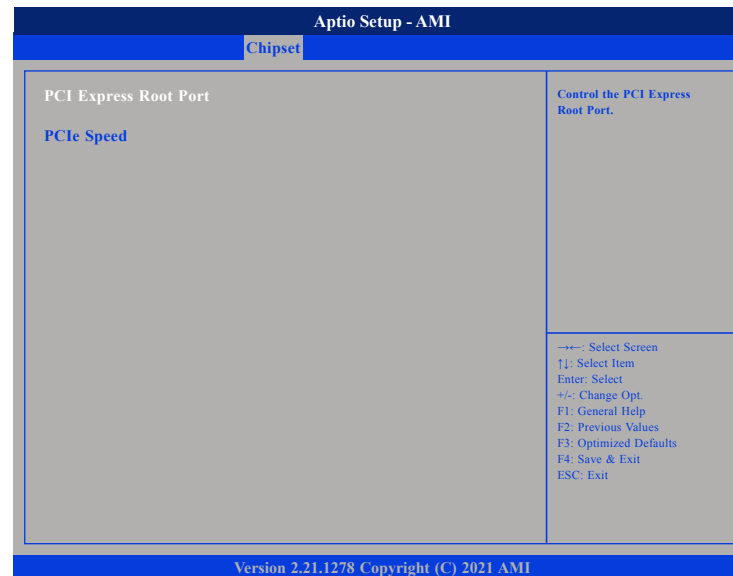 Aptio Setup - AMI
Chipset
PCI Express Root Port
PCIe Speed
Control the PCI Express
Root Port.
→←: Select Screen
↑↓: Select Item
Enter: Select
+/-: Change Opt.
F1: General Help
F2: Previous Values
F3: Optimized Defaults
F4: Save & Exit
ESC: Exit
Version 2.21.1278 Copyright (C) 2021 AMI